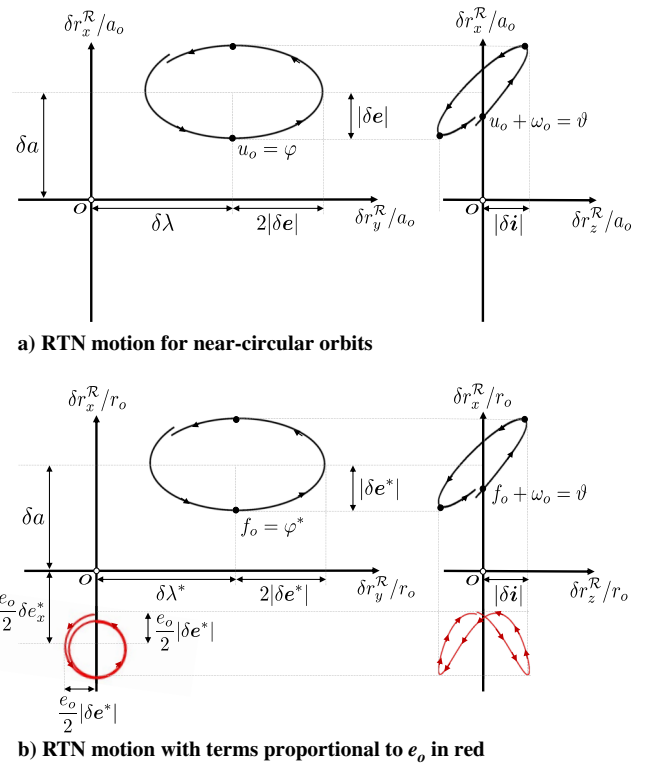 δr_x^ℛ/a_o
δr_x^ℛ/a_o
|δe|
u_o + ω_o = ϑ
δa
u_o = φ
O
O
δλ
2|δe|
δr_y^ℛ/a_o
|δi|
δr_z^ℛ/a_o
a) RTN motion for near-circular orbits
δr_x^ℛ/r_o
δr_x^ℛ/r_o
|δe*|
f_o + ω_o = ϑ
δa
f_o = φ*
O
O
δλ*
2|δe*|
δr_y^ℛ/r_o
|δi|
δr_z^ℛ/r_o
e_o/2 δe_x^*
e_o/2 |δe*|
e_o/2 |δe*|
b) RTN motion with terms proportional to e_o in red